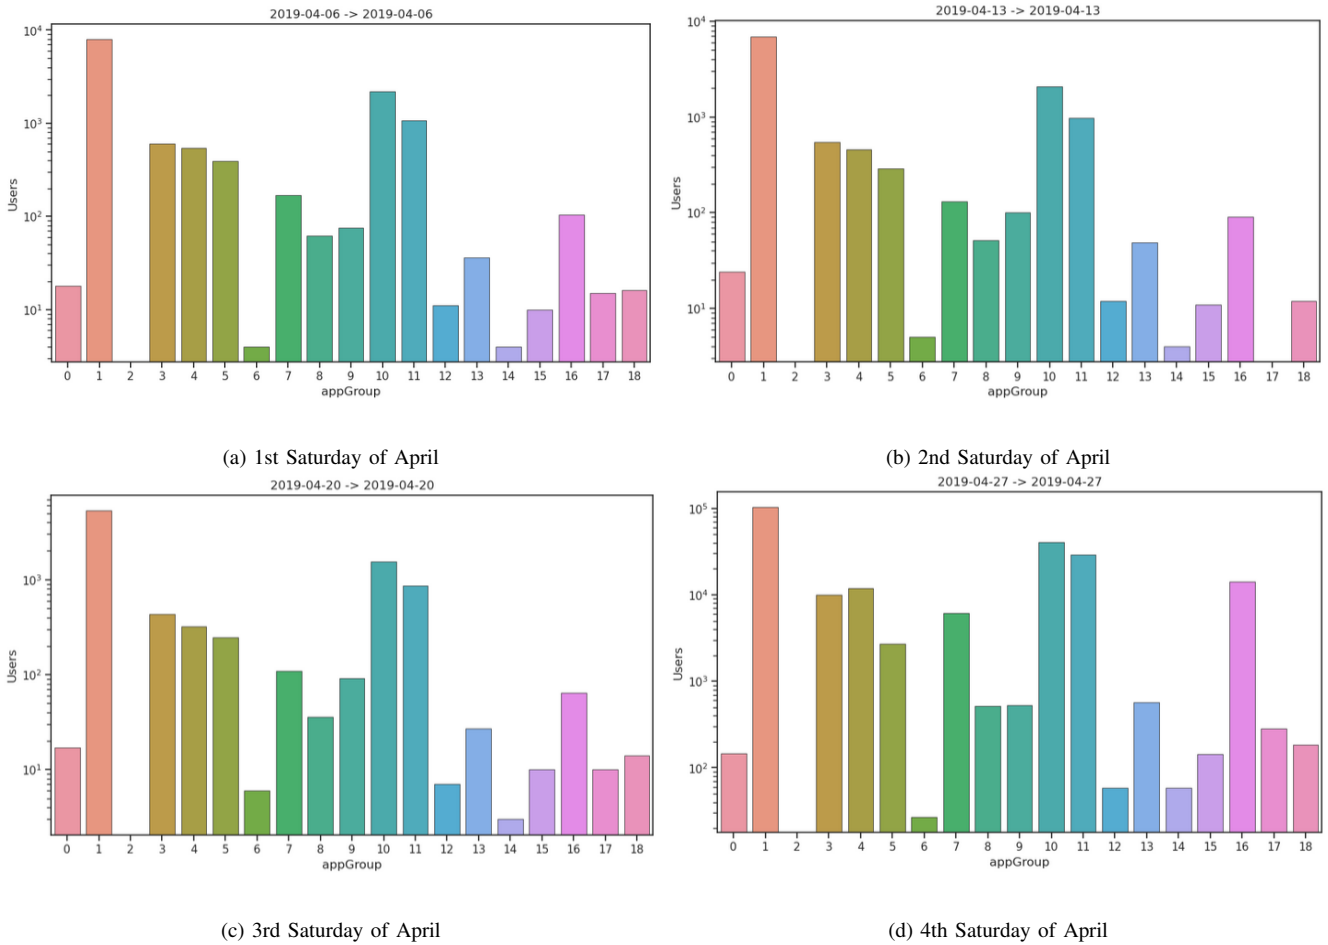 2019-04-06 -> 2019-04-06
10^4
10^3
10^2
10^1
Users
0 1 2 3 4 5 6 7 8 9 10 11 12 13 14 15 16 17 18
appGroup
(a) 1st Saturday of April
2019-04-13 -> 2019-04-13
10^4
10^3
10^2
10^1
Users
0 1 2 3 4 5 6 7 8 9 10 11 12 13 14 15 16 17 18
appGroup
(b) 2nd Saturday of April
2019-04-20 -> 2019-04-20
10^3
10^2
10^1
Users
0 1 2 3 4 5 6 7 8 9 10 11 12 13 14 15 16 17 18
appGroup
(c) 3rd Saturday of April
2019-04-27 -> 2019-04-27
10^5
10^4
10^3
10^2
Users
0 1 2 3 4 5 6 7 8 9 10 11 12 13 14 15 16 17 18
appGroup
(d) 4th Saturday of April